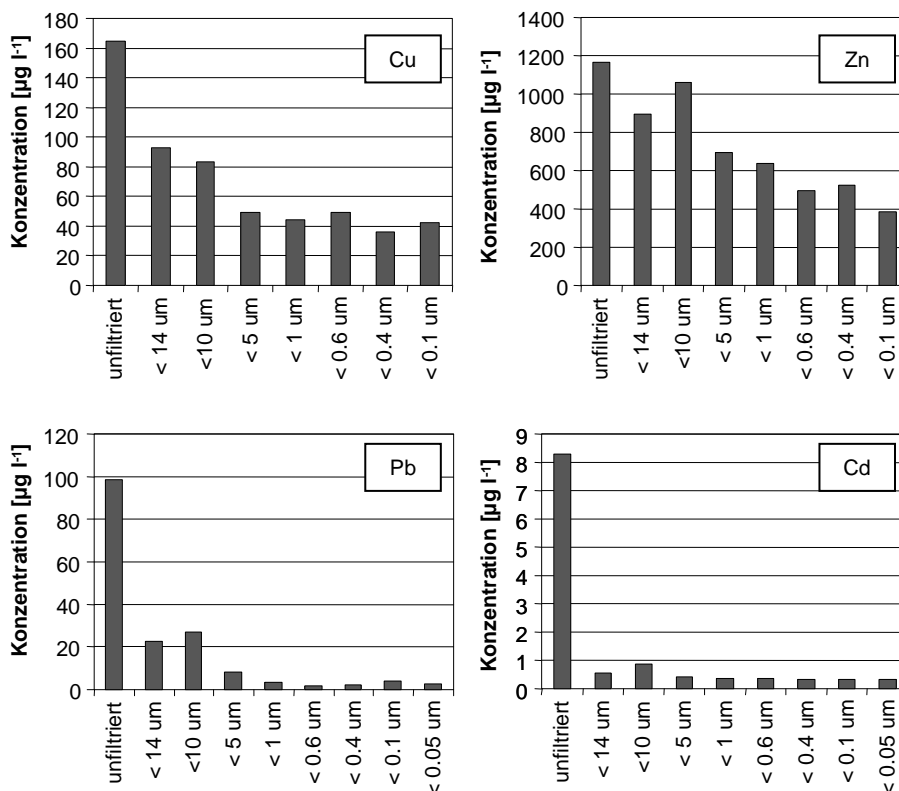 Konzentration [µg l-1]
180
160
140
120
100
80
60
40
20
0
Cu
unfiltriert
< 14 um
<10 um
< 5 um
< 1 um
< 0.6 um
< 0.4 um
< 0.1 um
Konzentration [µg l-1]
1400
1200
1000
800
600
400
200
0
Zn
unfiltriert
< 14 um
<10 um
< 5 um
< 1 um
< 0.6 um
< 0.4 um
< 0.1 um
Konzentration [µg l-1]
120
100
80
60
40
20
0
Pb
unfiltriert
< 14 um
<10 um
< 5 um
< 1 um
< 0.6 um
< 0.4 um
< 0.1 um
< 0.05 um
Konzentration [µg l-1]
9
8
7
6
5
4
3
2
1
0
Cd
unfiltriert
< 14 um
<10 um
< 5 um
< 1 um
< 0.6 um
< 0.4 um
< 0.1 um
< 0.05 um